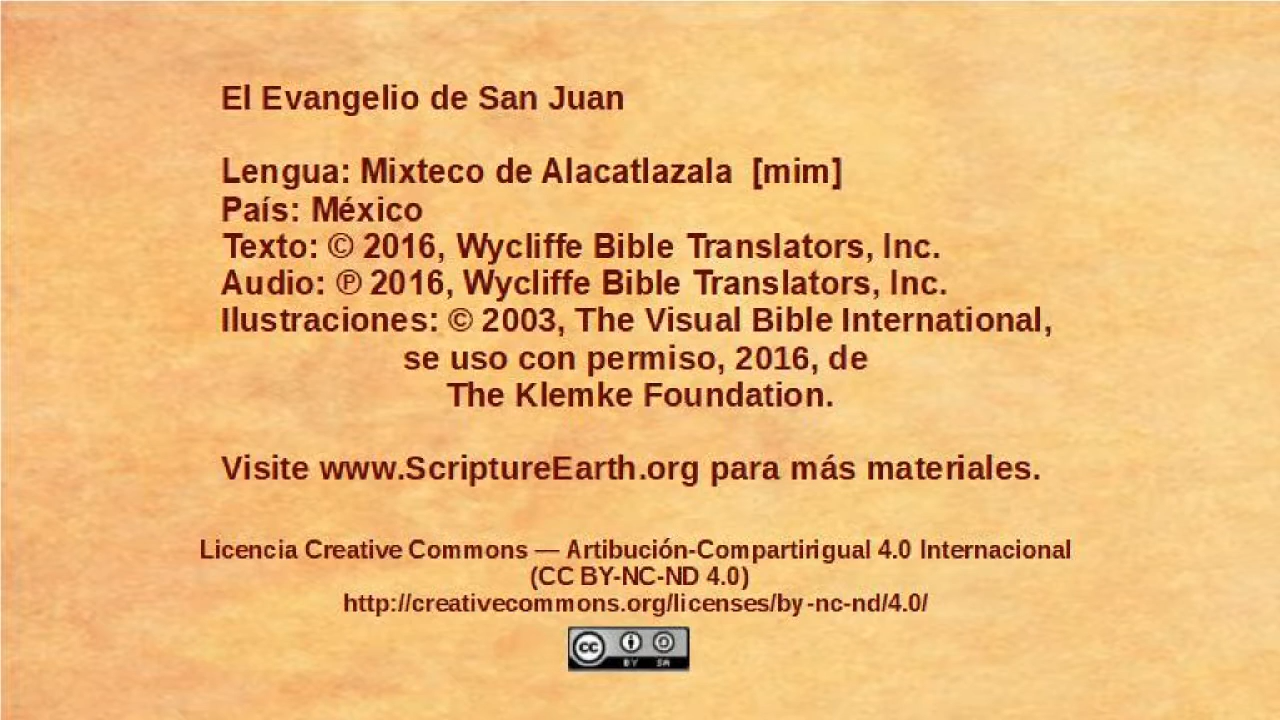 El Evangelio de San Juan
Lengua: Mixteco de Alacatlazala [mim]
País: México
Texto: © 2016, Wycliffe Bible Translators, Inc.
Audio: ℗ 2016, Wycliffe Bible Translators, Inc.
Ilustraciones: © 2003, The Visual Bible International,
se uso con permiso, 2016, de
The Klemke Foundation.
Visite www.ScriptureEarth.org para más materiales.
Licencia Creative Commons — Artibución-Compartirigual 4.0 Internacional
(CC BY-NC-ND 4.0)
http://creativecommons.org/licenses/by-nc-nd/4.0/
cc BY SA